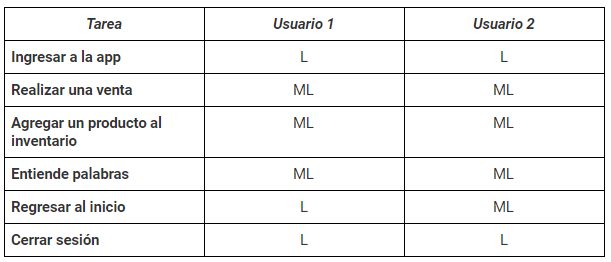 Tarea Usuario 1 Usuario 2
Ingresar a la app L L
Realizar una venta ML ML
Agregar un producto al inventario ML ML
Entiende palabras ML ML
Regresar al inicio L ML
Cerrar sesión L L